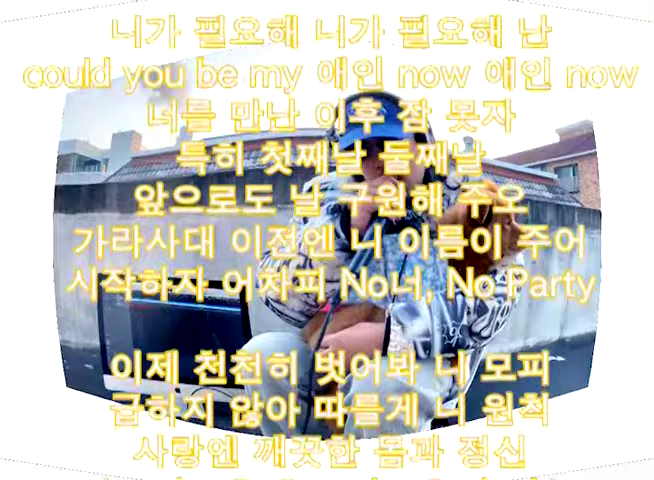 니가 필요해 니가 필요해 난
could you be my 애인 now 애인 now
너를 만난 이후 잠 못자
특히 첫째날 둘째날
앞으로도 날 구원해 주오
가라사대 이전엔 니 이름이 주어
시작하자 어차피 No너, No Party
이제 천천히 벗어봐 니 모피
급하지 않아 따를게 니 원칙
사랑엔 깨끗한 몸과 정신